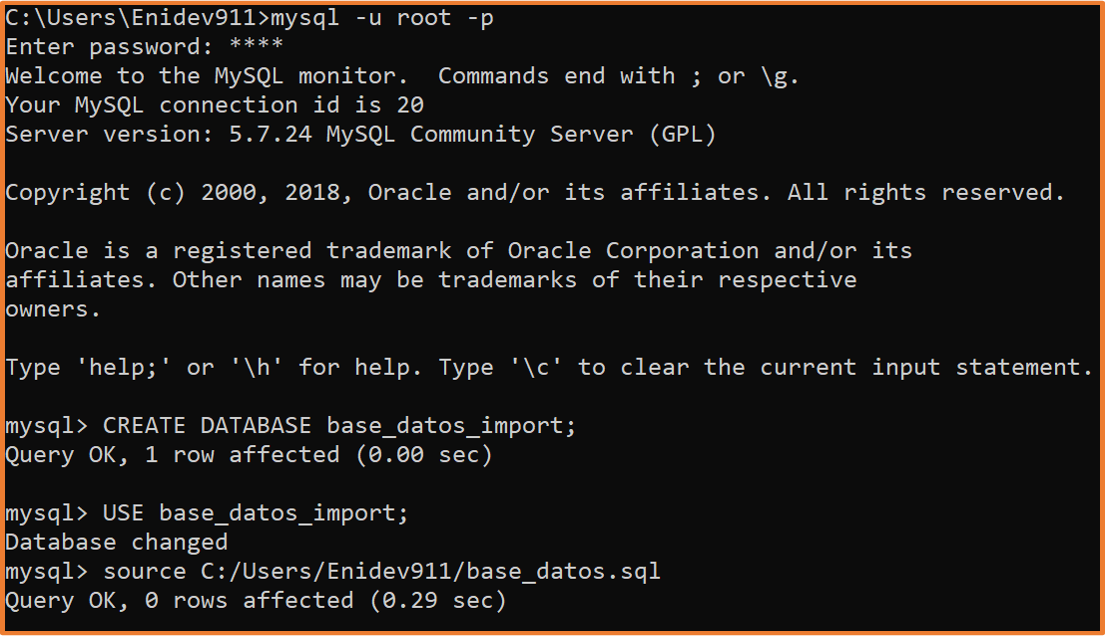 C:\Users\Enidev911>mysql -u root -p
Enter password: ****
Welcome to the MySQL monitor.  Commands end with ; or \g.
Your MySQL connection id is 20
Server version: 5.7.24 MySQL Community Server (GPL)
Copyright (c) 2000, 2018, Oracle and/or its affiliates. All rights reserved.
Oracle is a registered trademark of Oracle Corporation and/or its
affiliates. Other names may be trademarks of their respective
owners.
Type 'help;' or '\h' for help. Type '\c' to clear the current input statement.
mysql> CREATE DATABASE base_datos_import;
Query OK, 1 row affected (0.00 sec)
mysql> USE base_datos_import;
Database changed
mysql> source C:/Users/Enidev911/base_datos.sql
Query OK, 0 rows affected (0.29 sec)